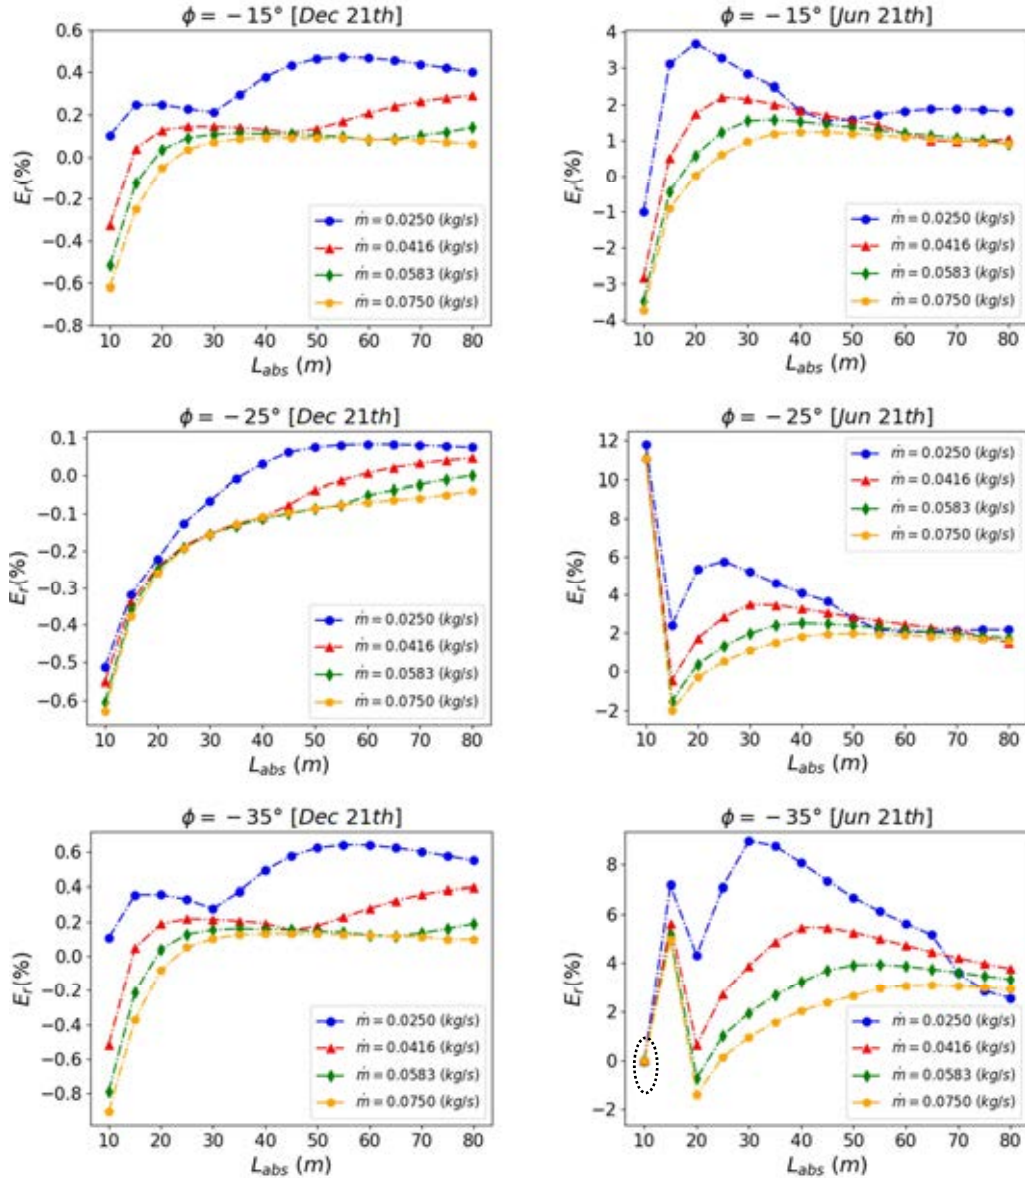 ϕ = −15° [Dec 21th]
0.6
0.4
0.2
0.0
−0.2
−0.4
−0.6
−0.8
E_r(%)
ṁ = 0.0250 (kg/s)
ṁ = 0.0416 (kg/s)
ṁ = 0.0583 (kg/s)
ṁ = 0.0750 (kg/s)
10 20 30 40 50 60 70 80
L_abs (m)
ϕ = −15° [Jun 21th]
4
3
2
1
0
−1
−2
−3
−4
E_r(%)
ṁ = 0.0250 (kg/s)
ṁ = 0.0416 (kg/s)
ṁ = 0.0583 (kg/s)
ṁ = 0.0750 (kg/s)
10 20 30 40 50 60 70 80
L_abs (m)
ϕ = −25° [Dec 21th]
0.1
0.0
−0.1
−0.2
−0.3
−0.4
−0.5
−0.6
E_r(%)
ṁ = 0.0250 (kg/s)
ṁ = 0.0416 (kg/s)
ṁ = 0.0583 (kg/s)
ṁ = 0.0750 (kg/s)
10 20 30 40 50 60 70 80
L_abs (m)
ϕ = −25° [Jun 21th]
12
10
8
6
4
2
0
−2
E_r(%)
ṁ = 0.0250 (kg/s)
ṁ = 0.0416 (kg/s)
ṁ = 0.0583 (kg/s)
ṁ = 0.0750 (kg/s)
10 20 30 40 50 60 70 80
L_abs (m)
ϕ = −35° [Dec 21th]
0.6
0.4
0.2
0.0
−0.2
−0.4
−0.6
−0.8
E_r(%)
ṁ = 0.0250 (kg/s)
ṁ = 0.0416 (kg/s)
ṁ = 0.0583 (kg/s)
ṁ = 0.0750 (kg/s)
10 20 30 40 50 60 70 80
L_abs (m)
ϕ = −35° [Jun 21th]
8
6
4
2
0
−2
E_r(%)
ṁ = 0.0250 (kg/s)
ṁ = 0.0416 (kg/s)
ṁ = 0.0583 (kg/s)
ṁ = 0.0750 (kg/s)
10 20 30 40 50 60 70 80
L_abs (m)